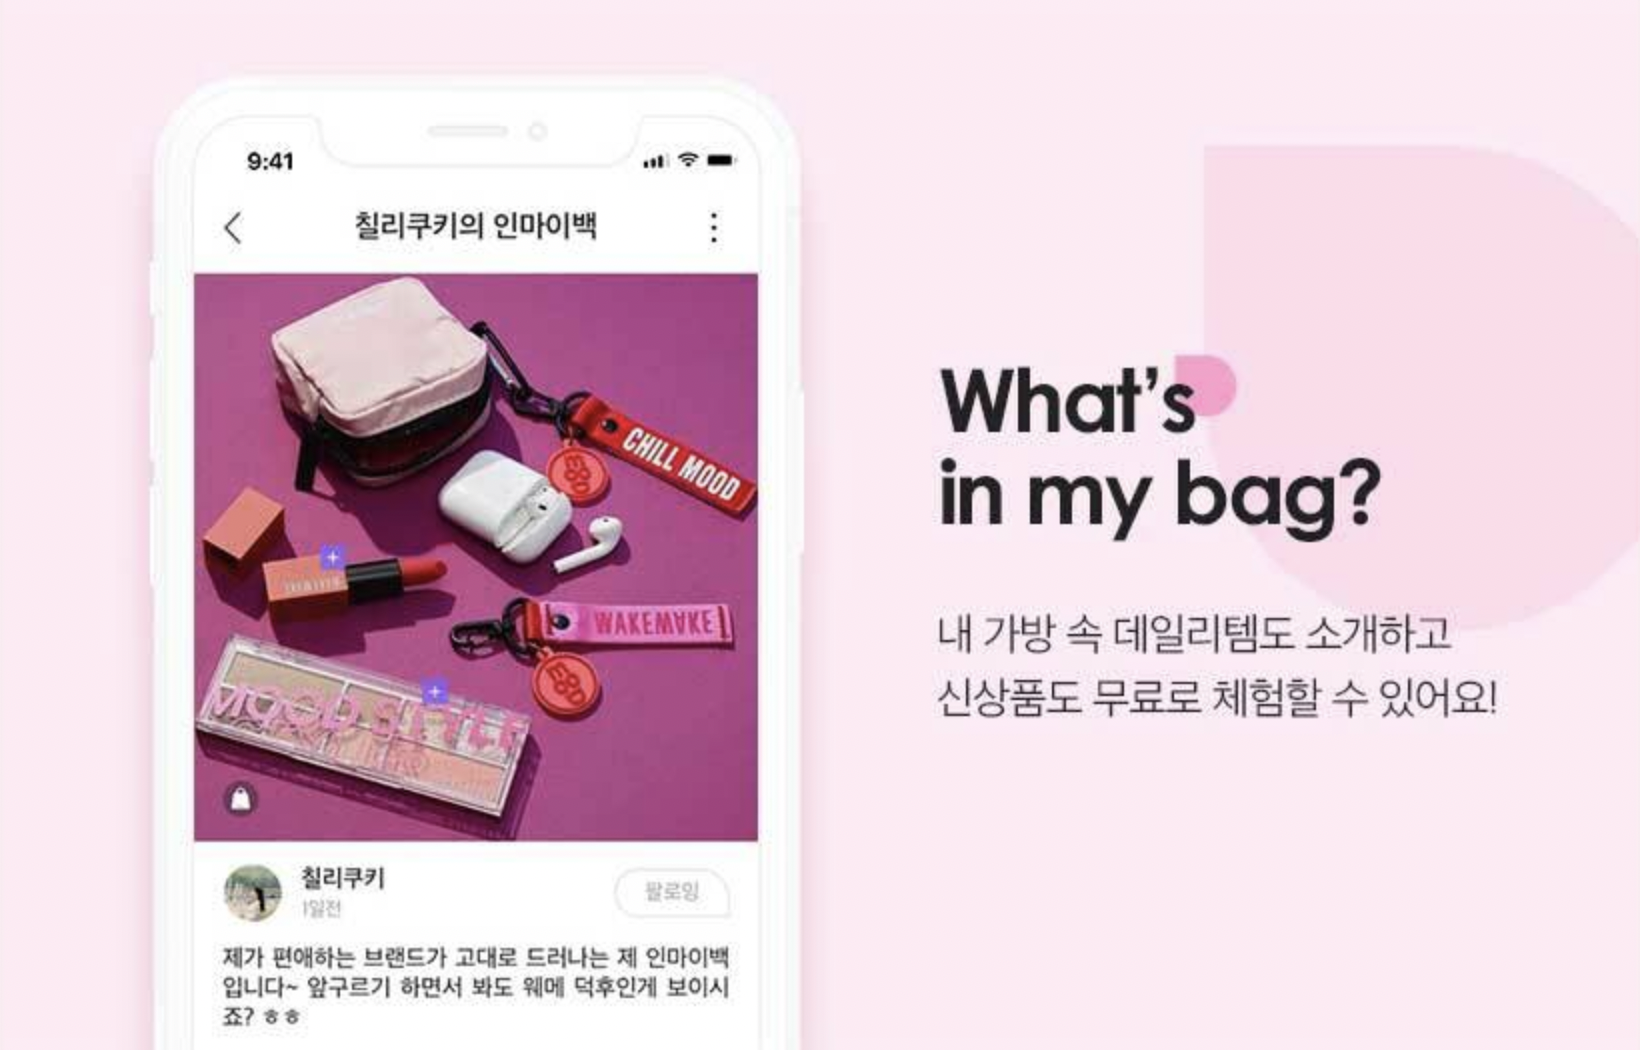 9:41
칠리쿠키의 인마이백
CHILL MOOD
WAKEMAKE
MOOD STYLE
칠리쿠키
1일전
팔로잉
제가 편애하는 브랜드가 고대로 드러나는 제 인마이백
입니다~ 앞구르기 하면서 봐도 웨메 덕후인게 보이시
죠? ㅎㅎ
What's
in my bag?
내 가방 속 데일리템도 소개하고
신상품도 무료로 체험할 수 있어요!